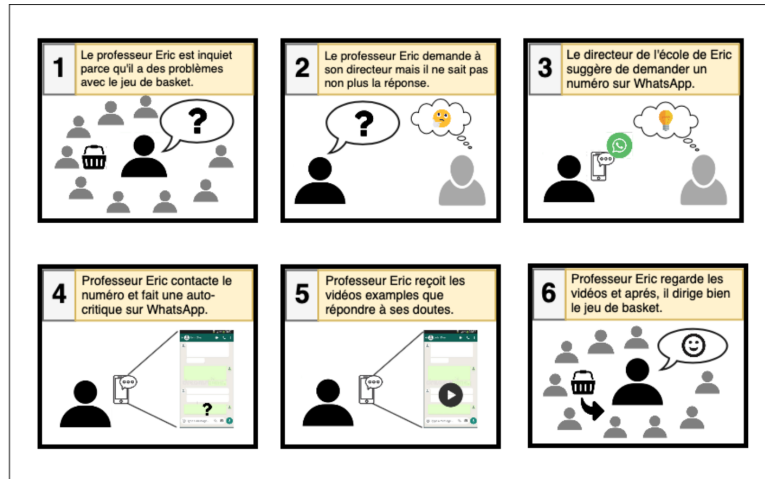 1
Le professeur Eric est inquiet
parce qu'il a des problèmes
avec le jeu de basket.
?
2
Le professeur Eric demande à
son directeur mais il ne sait pas
non plus la réponse.
?
3
Le directeur de l'école de Eric
suggère de demander un
numéro sur WhatsApp.
4
Professeur Eric contacte le
numéro et fait une auto-
critique sur WhatsApp.
?
5
Professeur Eric reçoit les
vidéos examples que
répondre à ses doutes.
6
Professeur Eric regarde les
vidéos et aprés, il dirige bien
le jeu de basket.